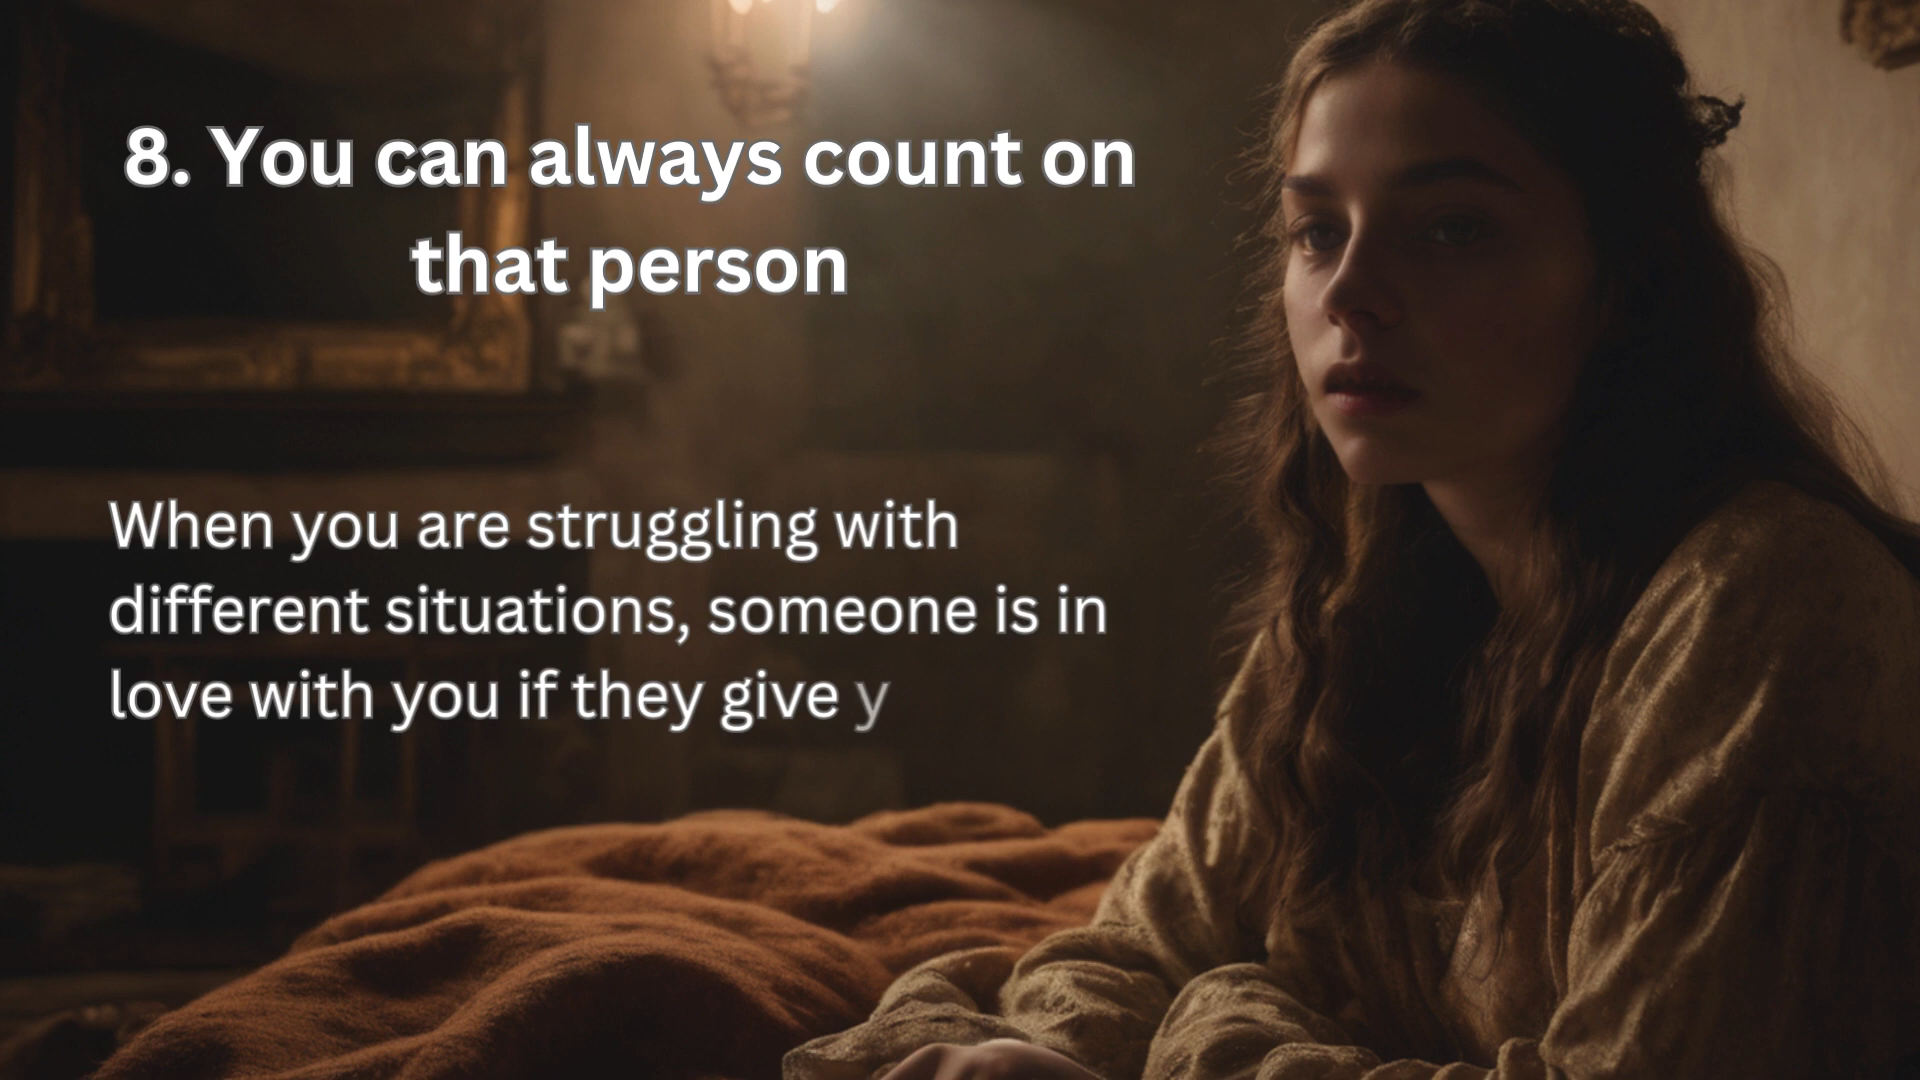 8. You can always count on
that person
When you are struggling with
different situations, someone is in
love with you if they give y